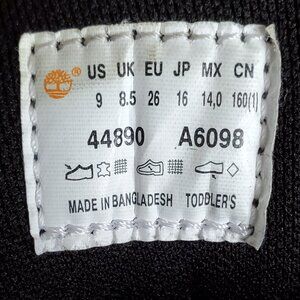 US UK EU JP MX CN
9 8.5 26 16 14,0 160(1)
44890 A6098
MADE IN BANGLADESH TODDLER'S